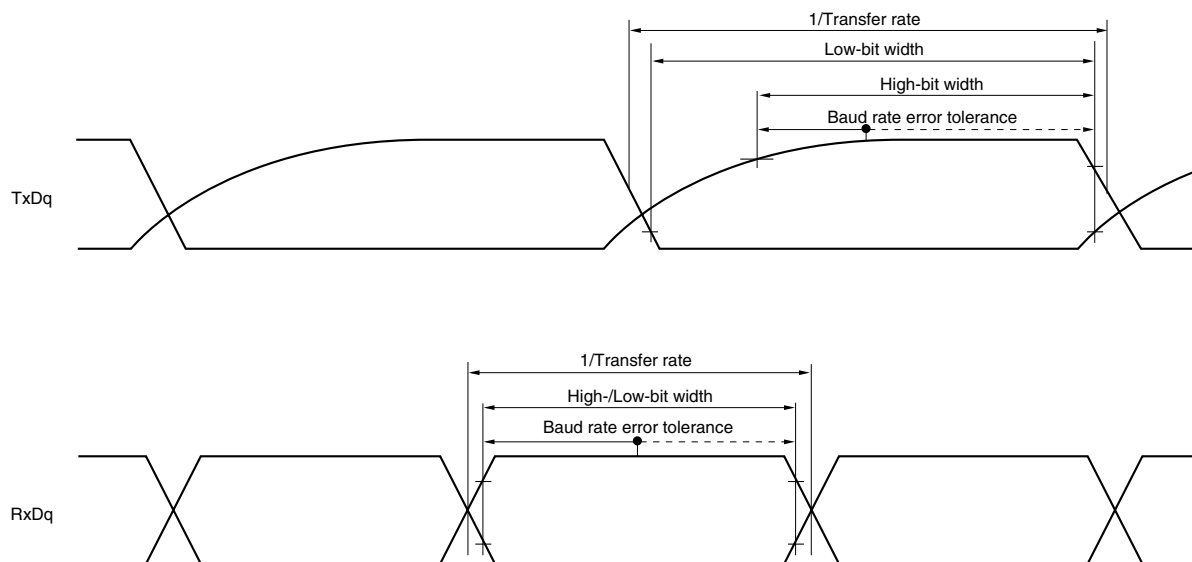 1/Transfer rate
Low-bit width
High-bit width
Baud rate error tolerance
TxDq
1/Transfer rate
High-/Low-bit width
Baud rate error tolerance
RxDq